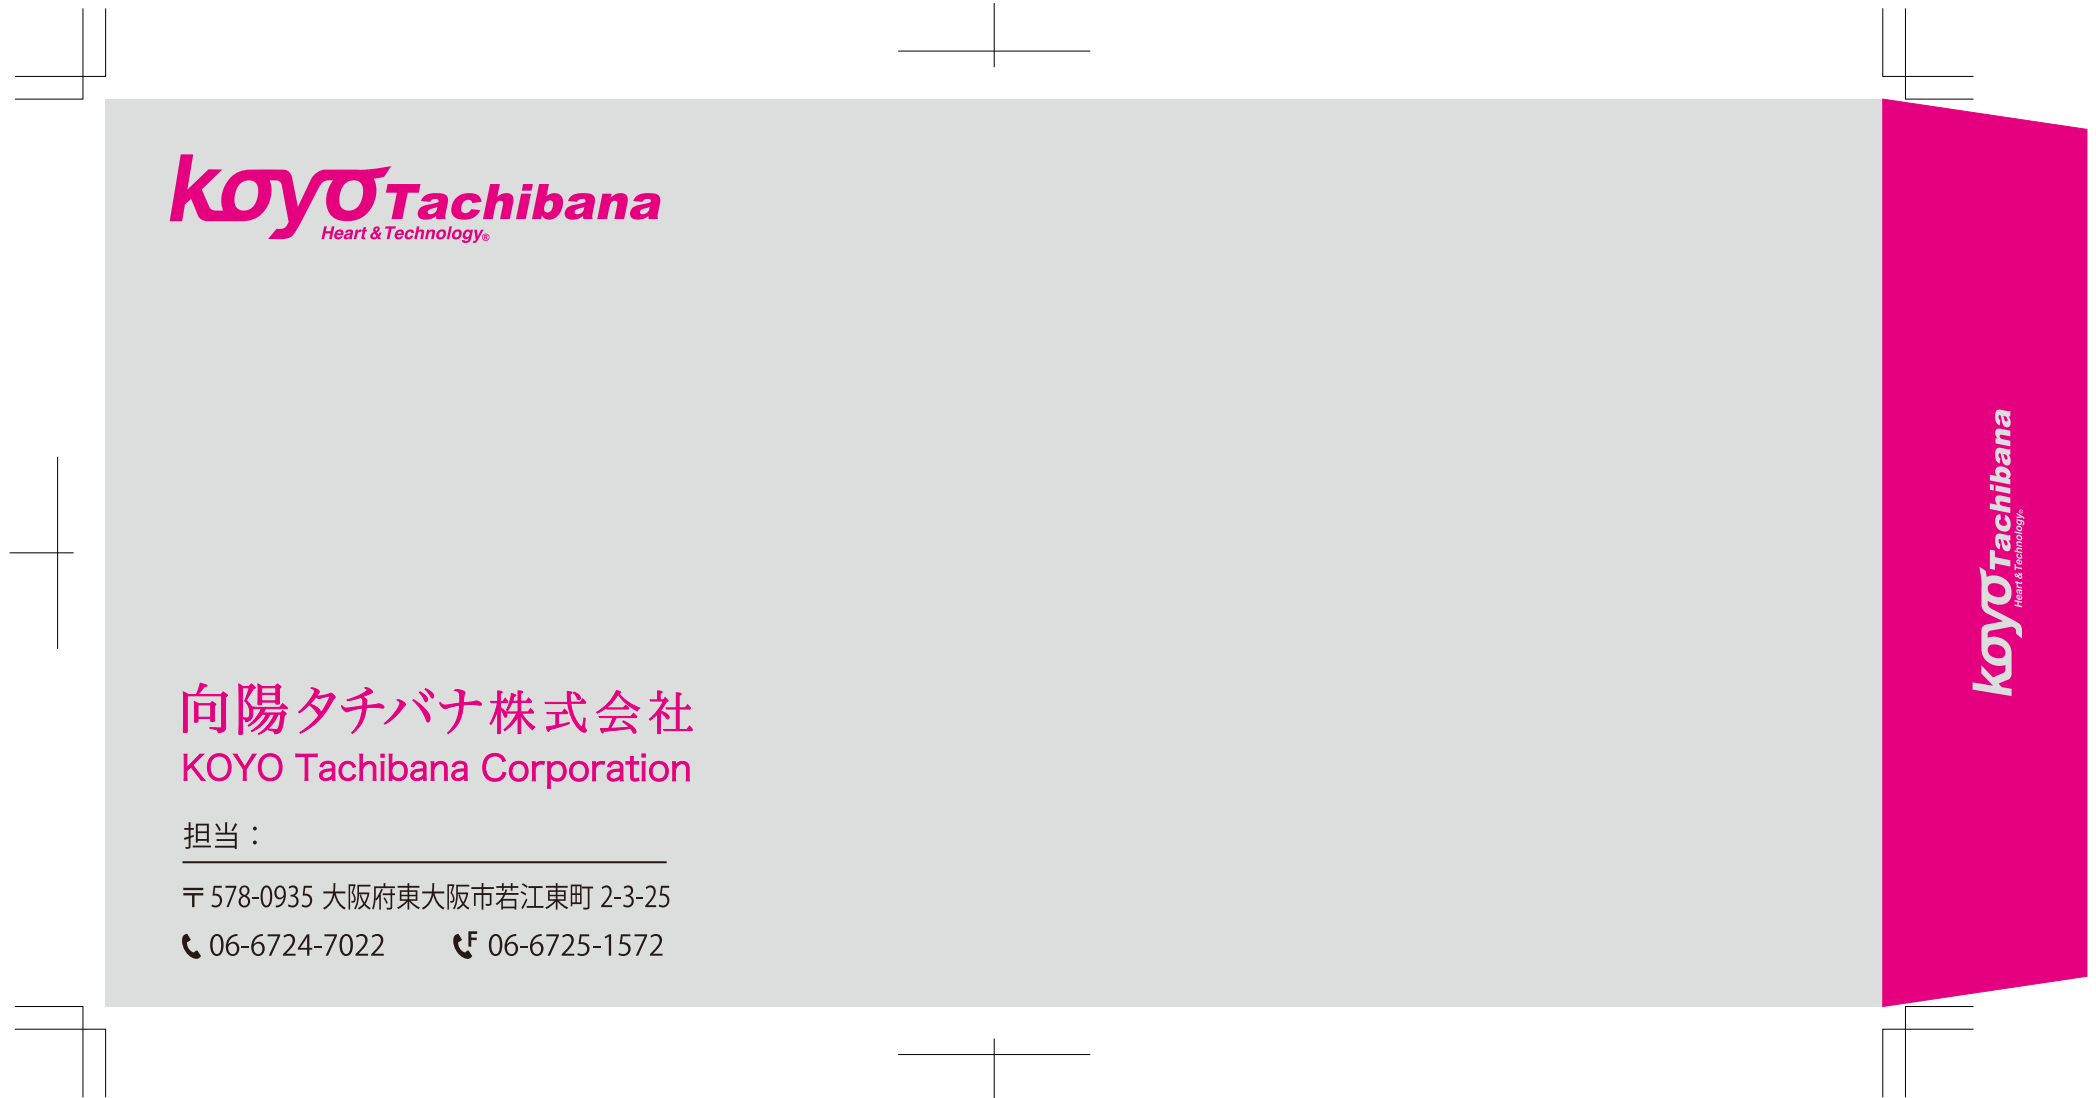 koyo Tachibana
Heart & Technology®
向陽タチバナ株式会社
KOYO Tachibana Corporation
担当：
〒578-0935 大阪府東大阪市若江東町 2-3-25
06-6724-7022 F 06-6725-1572
koyo Tachibana
Heart & Technology®